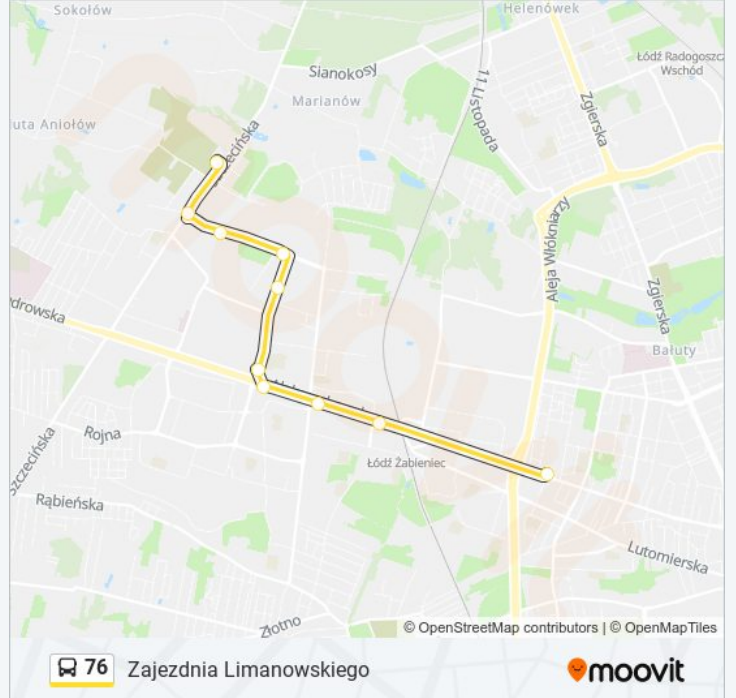 Sokołów
Helenówek
Łódź Radogoszcz
Wschód
Sianokosy
11 Listopada
Marianów
Zgierska
uta Aniołów
Aleja Włókniarzy
Zgierska
drowska
Bałuty
Rojna
Szczecińska
Łódź Żabieniec
Rąbieńska
Lutomierska
Złotno
© OpenStreetMap contributors | © OpenMapTiles
76 Zajezdnia Limanowskiego
moovit